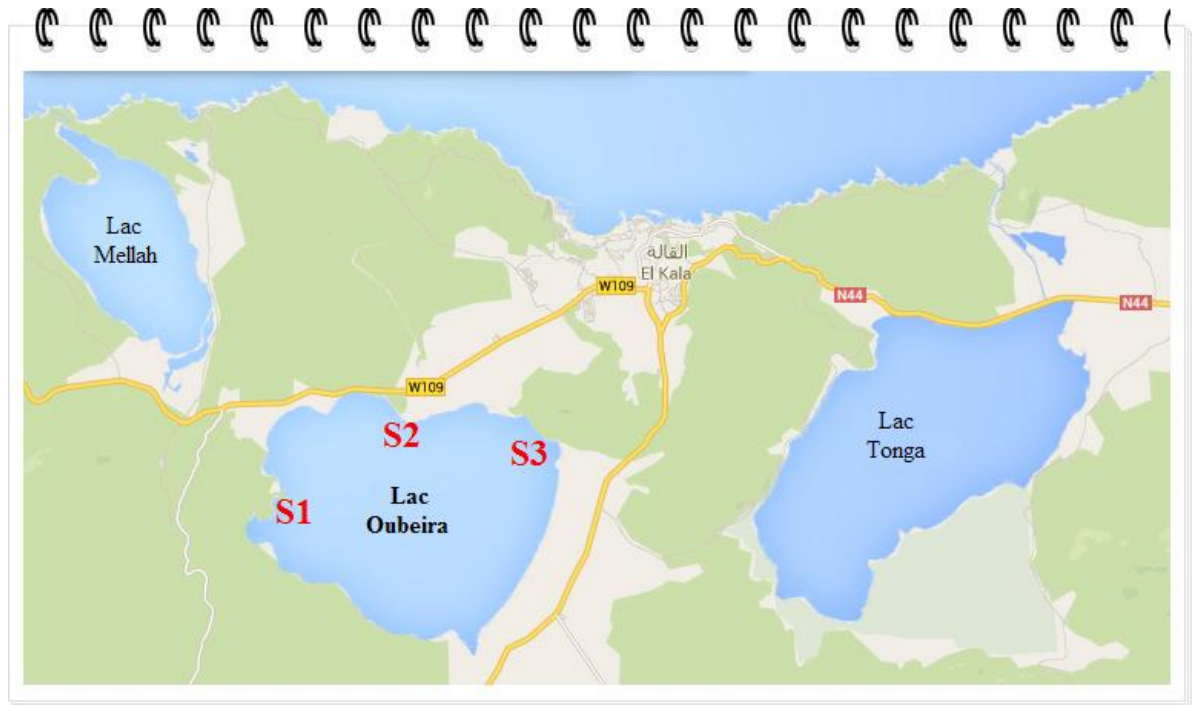 Lac
Mellah
القالة
El Kala
W109
N44
N44
W109
S2
S3
Lac
Tonga
S1
Lac
Oubeira